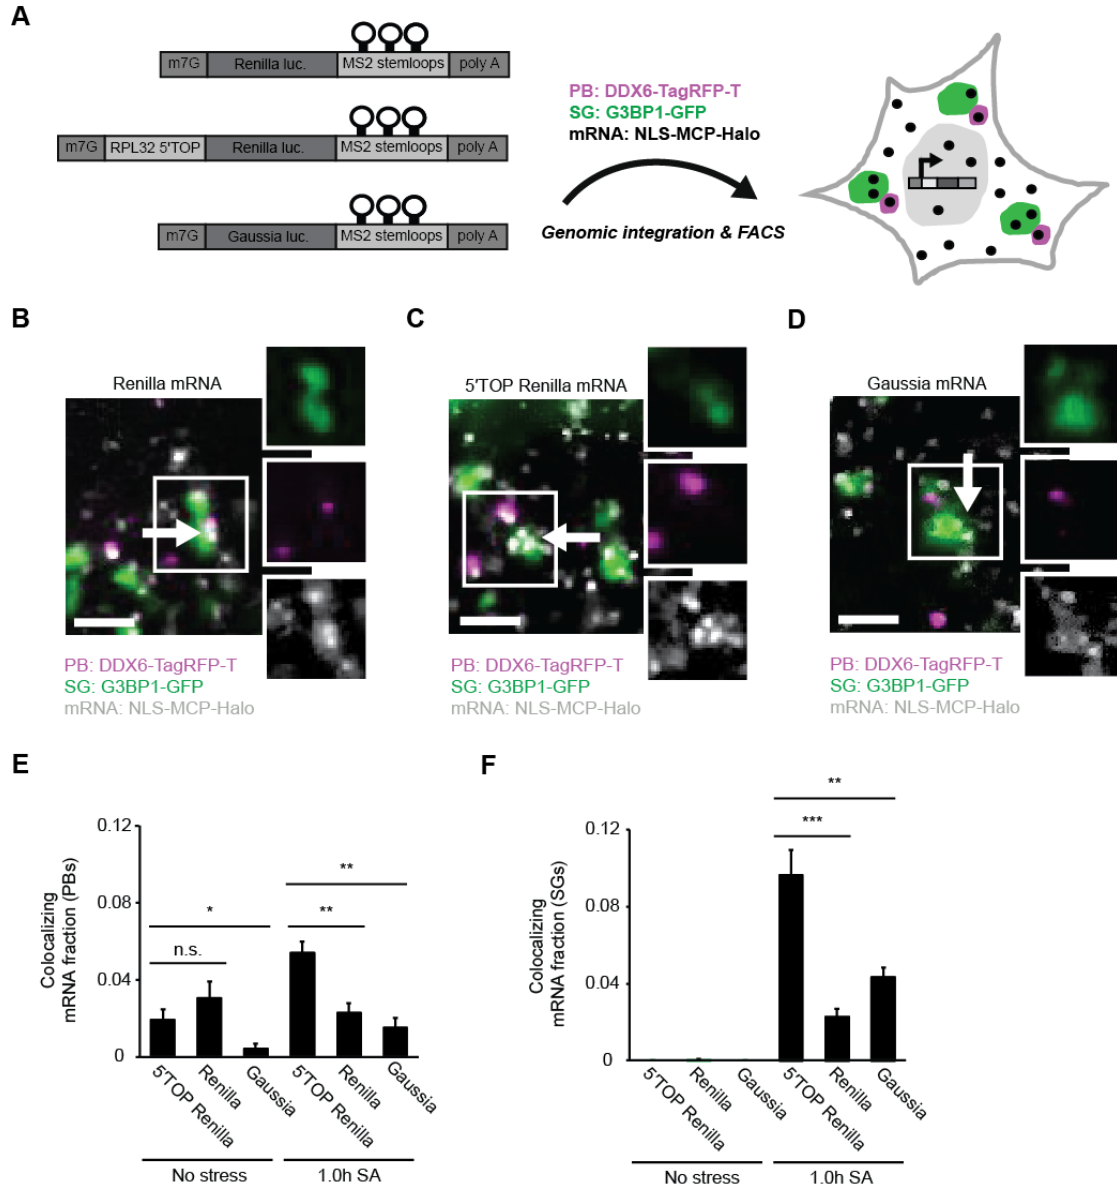 A
m7G Renilla luc. MS2 stemloops poly A
m7G RPL32 5'TOP Renilla luc. MS2 stemloops poly A
m7G Gaussia luc. MS2 stemloops poly A
PB: DDX6-TagRFP-T
SG: G3BP1-GFP
mRNA: NLS-MCP-Halo
Genomic integration & FACS
B
Renilla mRNA
PB: DDX6-TagRFP-T
SG: G3BP1-GFP
mRNA: NLS-MCP-Halo
C
5'TOP Renilla mRNA
PB: DDX6-TagRFP-T
SG: G3BP1-GFP
mRNA: NLS-MCP-Halo
D
Gaussia mRNA
PB: DDX6-TagRFP-T
SG: G3BP1-GFP
mRNA: NLS-MCP-Halo
E
Colocalizing
mRNA fraction (PBs)
0.12
0.08
0.04
0
*
n.s.
**
**
5'TOP Renilla
Renilla
Gaussia
5'TOP Renilla
Renilla
Gaussia
No stress
1.0h SA
F
Colocalizing
mRNA fraction (SGs)
0.12
0.08
0.04
0
**
***
5'TOP Renilla
Renilla
Gaussia
5'TOP Renilla
Renilla
Gaussia
No stress
1.0h SA